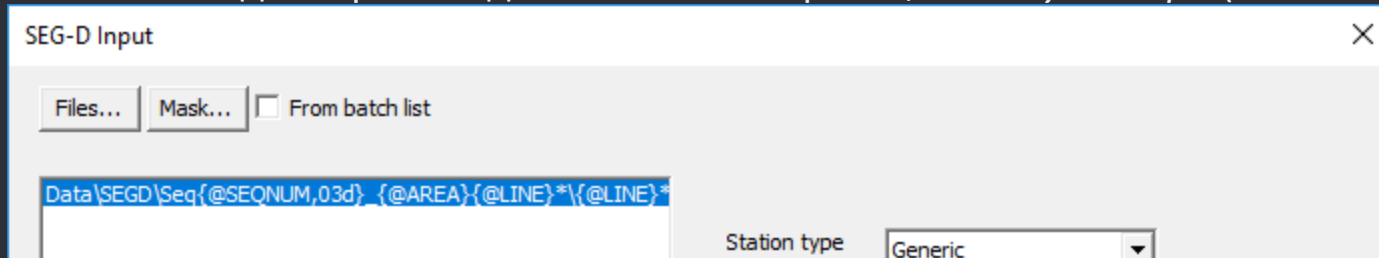 SEG-D Input
Files... Mask... From batch list
Data\SEGD\Seq{@SEQNUM,03d}_{@AREA}{@LINE}*\{@LINE}*
Station type Generic